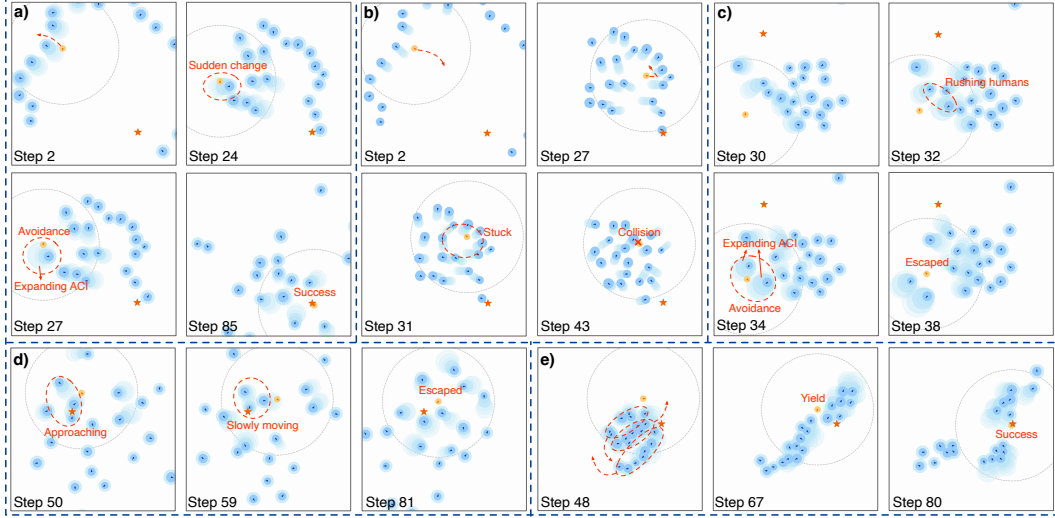 a)
Step 2
Sudden change
Step 24
Avoidance
Expanding ACI
Step 27
Success
Step 85
b)
Step 2
Step 27
Stuck
Step 31
Collision
Step 43
c)
Step 30
Rushing humans
Step 32
Expanding ACI
Avoidance
Step 34
Escaped
Step 38
d)
Approaching
Step 50
Slowly moving
Step 59
Escaped
Step 81
e)
Step 48
Yield
Step 67
Success
Step 80